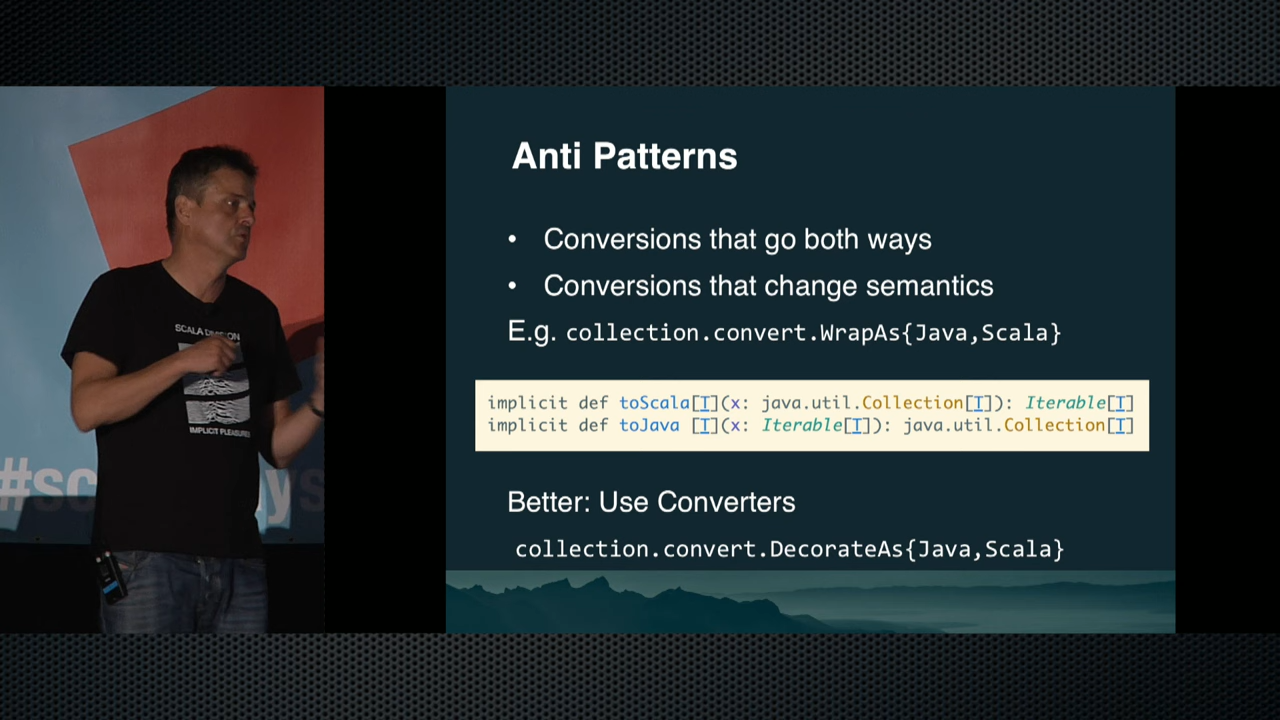 Anti Patterns
• Conversions that go both ways
• Conversions that change semantics
E.g. collection.convert.WrapAs{Java,Scala}
implicit def toScala[I](x: java.util.Collection[I]): Iterable[I]
implicit def toJava [I](x: Iterable[I]): java.util.Collection[I]
Better: Use Converters
collection.convert.DecorateAs{Java,Scala}
SCALA DIVISION
IMPLICIT PLEASURES
#sc
ys